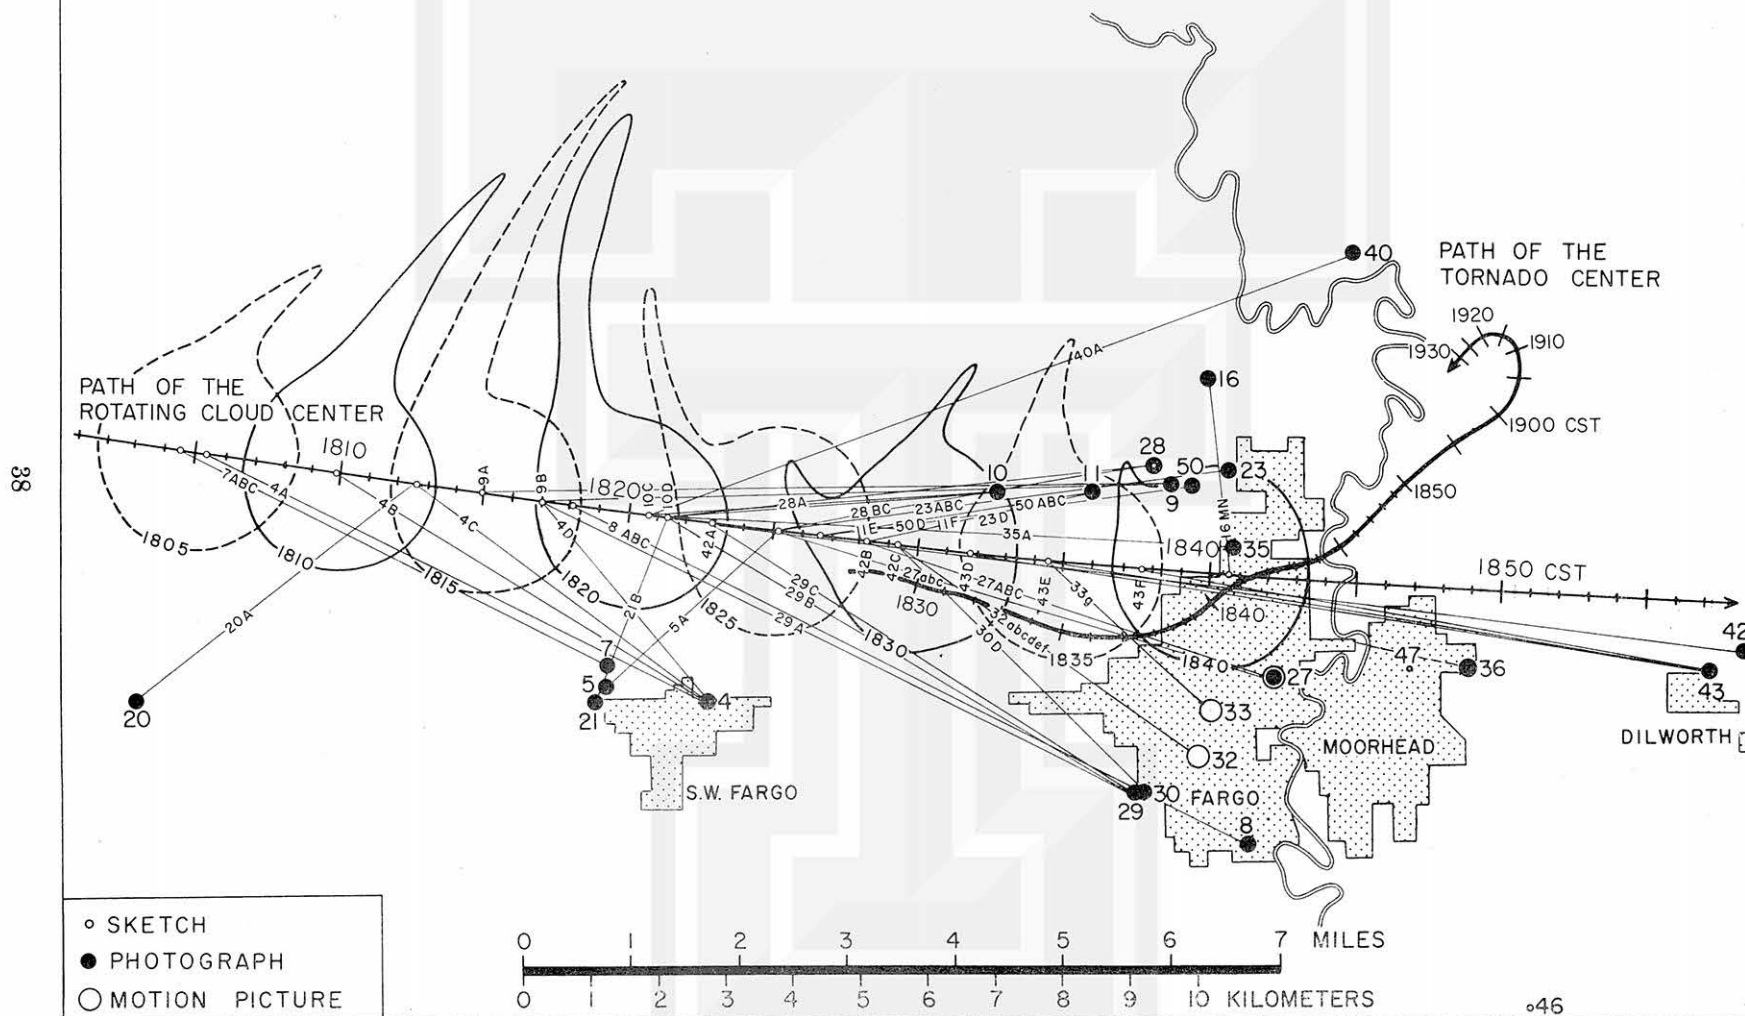 40
PATH OF THE
TORNADO CENTER
1920
1910
1930
40A
16
PATH OF THE
ROTATING CLOUD CENTER
1900 CST
1810
28
10
11
50
23
9
9A
9B
1820
10C
10D
28A
28 BC
23ABC
50 ABC
1850
7ABC
4A
4B
4C
4D
8 ABC
42A
11E
50D
11F
23D
35A
16 MN
1840
35
1805
1810
1815
1820
1825
42B
42C
43D
43E
43F
27abc
27ABC
1850 CST
29C
29B
29A
33g
1830
1840
20A
21B
5A
32abcdef
30D
1830
1835
1840
7
5
21
4
20
27
47
36
42
43
33
32
MOORHEAD
DILWORTH
S.W. FARGO
29
30
FARGO
8
38
SKETCH
PHOTOGRAPH
MOTION PICTURE
0 1 2 3 4 5 6 7 MILES
0 1 2 3 4 5 6 7 8 9 10 KILOMETERS
46